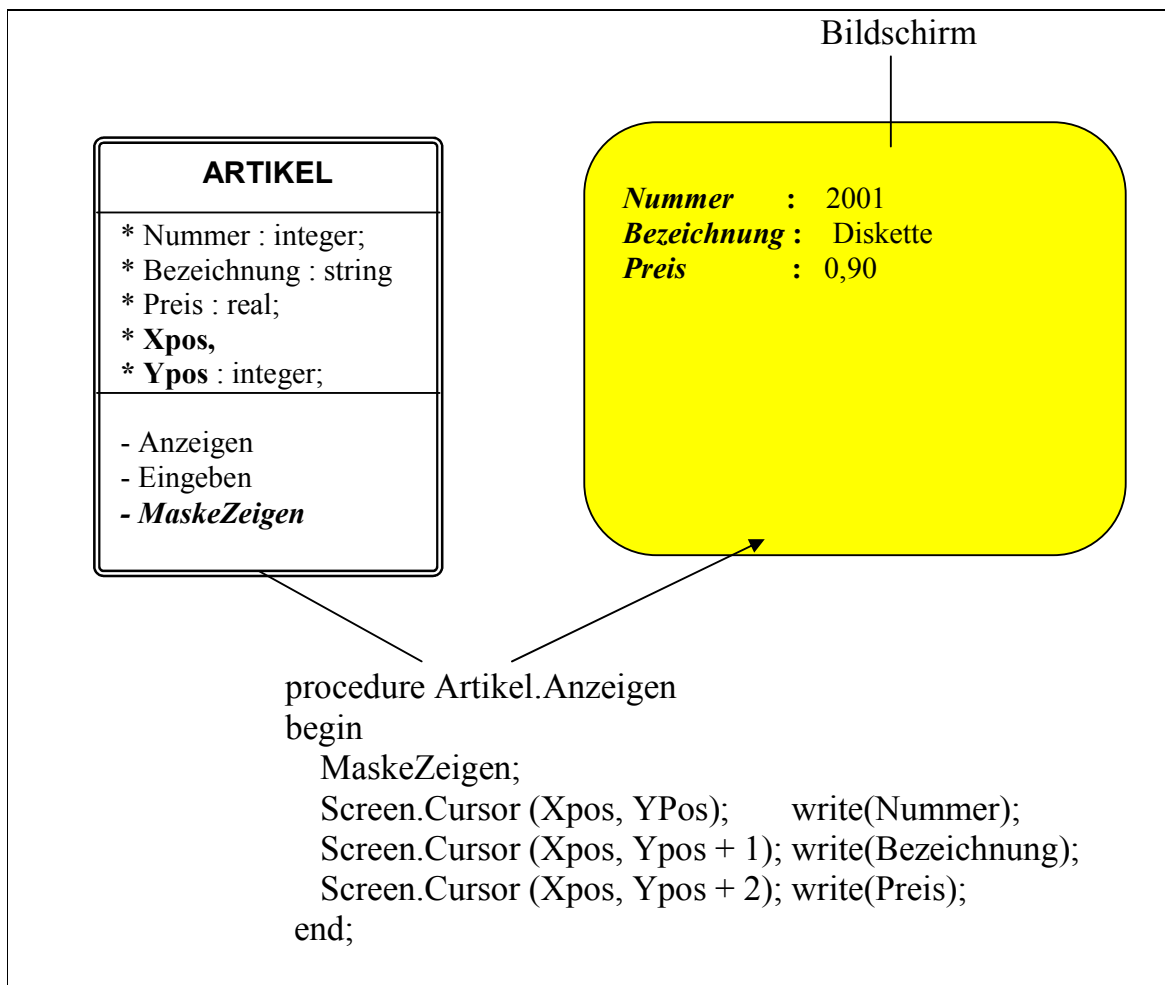 Bildschirm
ARTIKEL
* Nummer : integer;
* Bezeichnung : string
* Preis : real;
* Xpos,
* Ypos : integer;
- Anzeigen
- Eingeben
- MaskeZeigen
Nummer : 2001
Bezeichnung : Diskette
Preis : 0,90
procedure Artikel.Anzeigen
begin
MaskeZeigen;
Screen.Cursor (Xpos, YPos); write(Nummer);
Screen.Cursor (Xpos, Ypos + 1); write(Bezeichnung);
Screen.Cursor (Xpos, Ypos + 2); write(Preis);
end;